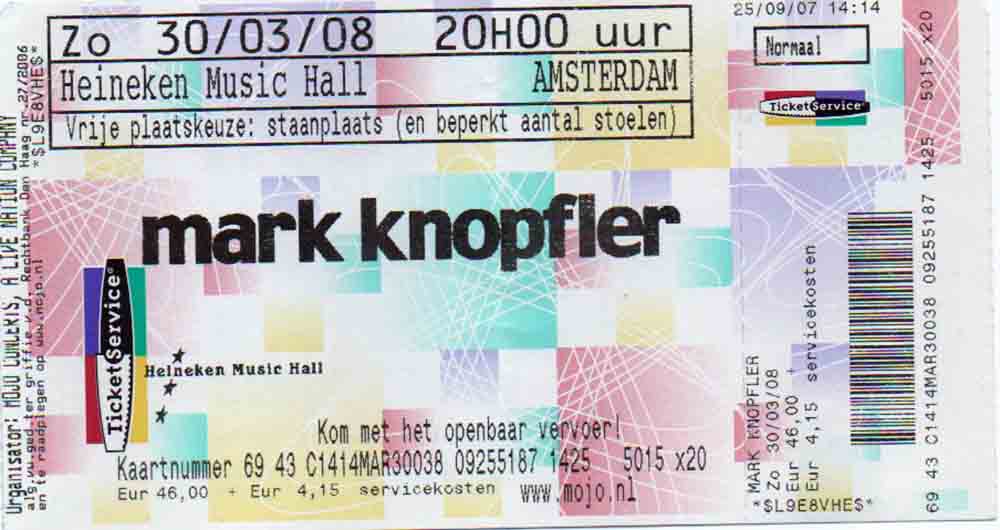 Zo 30/03/08 20H00 uur
Heineken Music Hall AMSTERDAM
Vrije plaatskeuze: staanplaats (en beperkt aantal stoelen)
25/09/07 14:14
Normaal
TicketService
mark knopfler
TicketService
Heineken Music Hall
Kom met het openbaar vervoer!
Kaartnummer 69 43 C1414MAR30038 09255187 1425 5015 x20
Eur 46,00 + Eur 4,15 servicekosten www.mojo.nl
Organisator: MOJO CONCERTS, A LIVE NATION COMPANY
als v. ged. ter griffie v.d. Rechtbank Den Haag nr. 27/2006
en te raadplegen op www.mojo.nl
*$L9E8VHE$*
MARK KNOPFLER
Zo 30/03/08
Eur 46,00 +
Eur 4,15 servicekosten
*$L9E8VHE$*
69 43 C1414MAR30038 09255187 1425 5015 x20